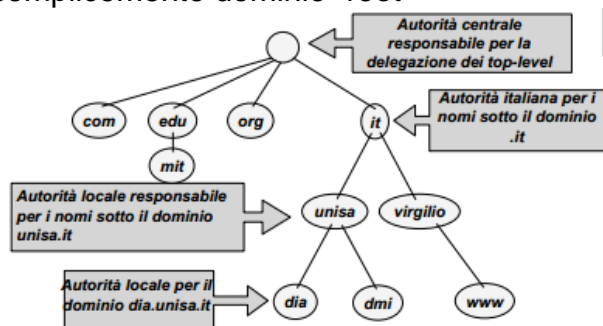 semplicemente dominio "root"
Autorità centrale
responsabile per la
delegazione dei top-level
com
edu
org
it
Autorità italiana per i
nomi sotto il dominio
.it
mit
Autorità locale responsabile
per i nomi sotto il dominio
unisa.it
unisa
virgilio
Autorità locale per il
dominio dia.unisa.it
dia
dmi
www